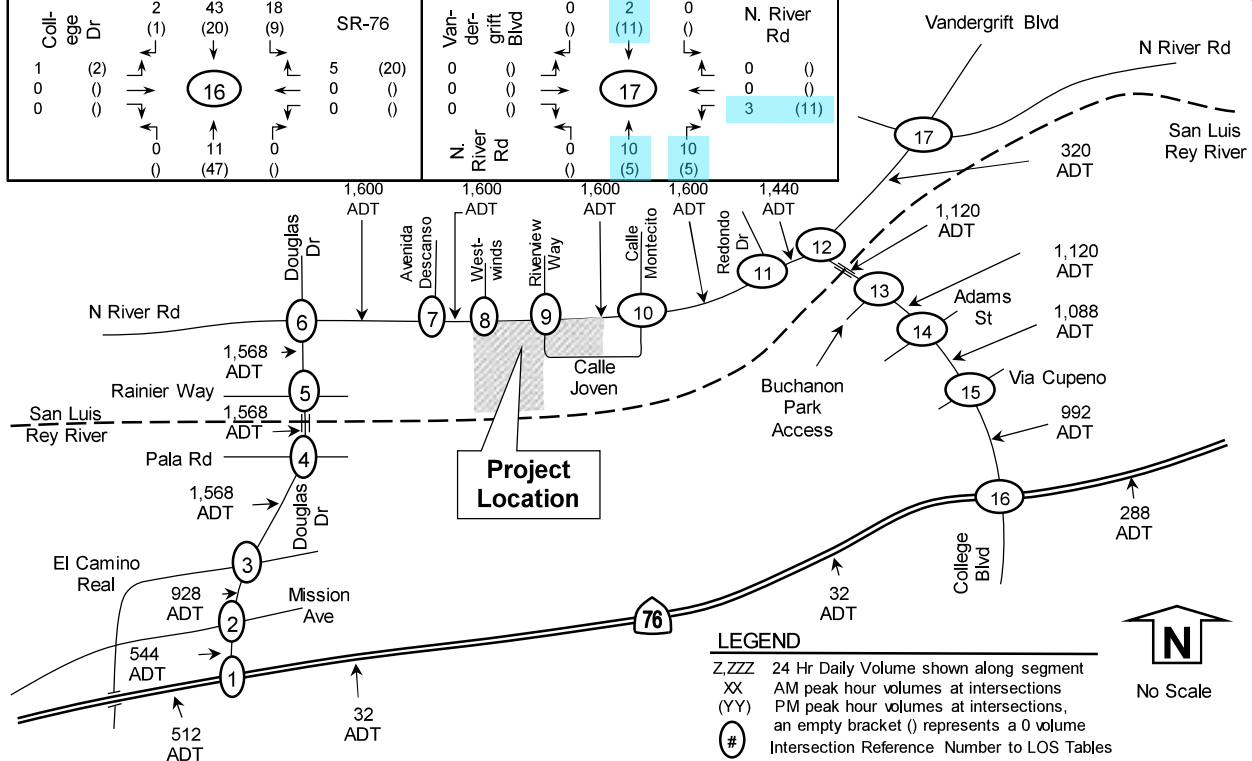 Coll-
ege
Dr
2 43 18
(1) (20) (9)
SR-76
1 (2)
0 ()
0 ()
16
5 (20)
0 ()
0 ()
0 11 0
() (47) ()
Van-
der-
grift
Blvd
0 2 0
() (11) ()
N. River
Rd
0 ()
0 ()
0 ()
17
0 ()
0 ()
3 (11)
N.
River
Rd
0 10 10
() (5) (5)
Vandergrift Blvd
N River Rd
17
San Luis
Rey River
320
ADT
1,600
ADT
1,600
ADT
1,600
ADT
1,600
ADT
1,440
ADT
1,120
ADT
Douglas
Dr
Avenida
Descanso
West-
winds
Riverview
Way
Calle
Montecito
Redondo
Dr
12
11
13
1,120
ADT
N River Rd
6
7
8
9
10
14
Adams
St
1,088
ADT
1,568
ADT
Calle
Joven
Buchanon
Park
Access
15
Via Cupeno
Rainier Way
5
San Luis
Rey River
1,568
ADT
992
ADT
Pala Rd
4
Project
Location
1,568
ADT
Douglas
Dr
16
288
ADT
El Camino
Real
3
College
Blvd
928
ADT
Mission
Ave
2
32
ADT
76
544
ADT
1
512
ADT
32
ADT
N
No Scale
LEGEND
Z,ZZZ 24 Hr Daily Volume shown along segment
XX AM peak hour volumes at intersections
(YY) PM peak hour volumes at intersections,
an empty bracket () represents a 0 volume
# Intersection Reference Number to LOS Tables